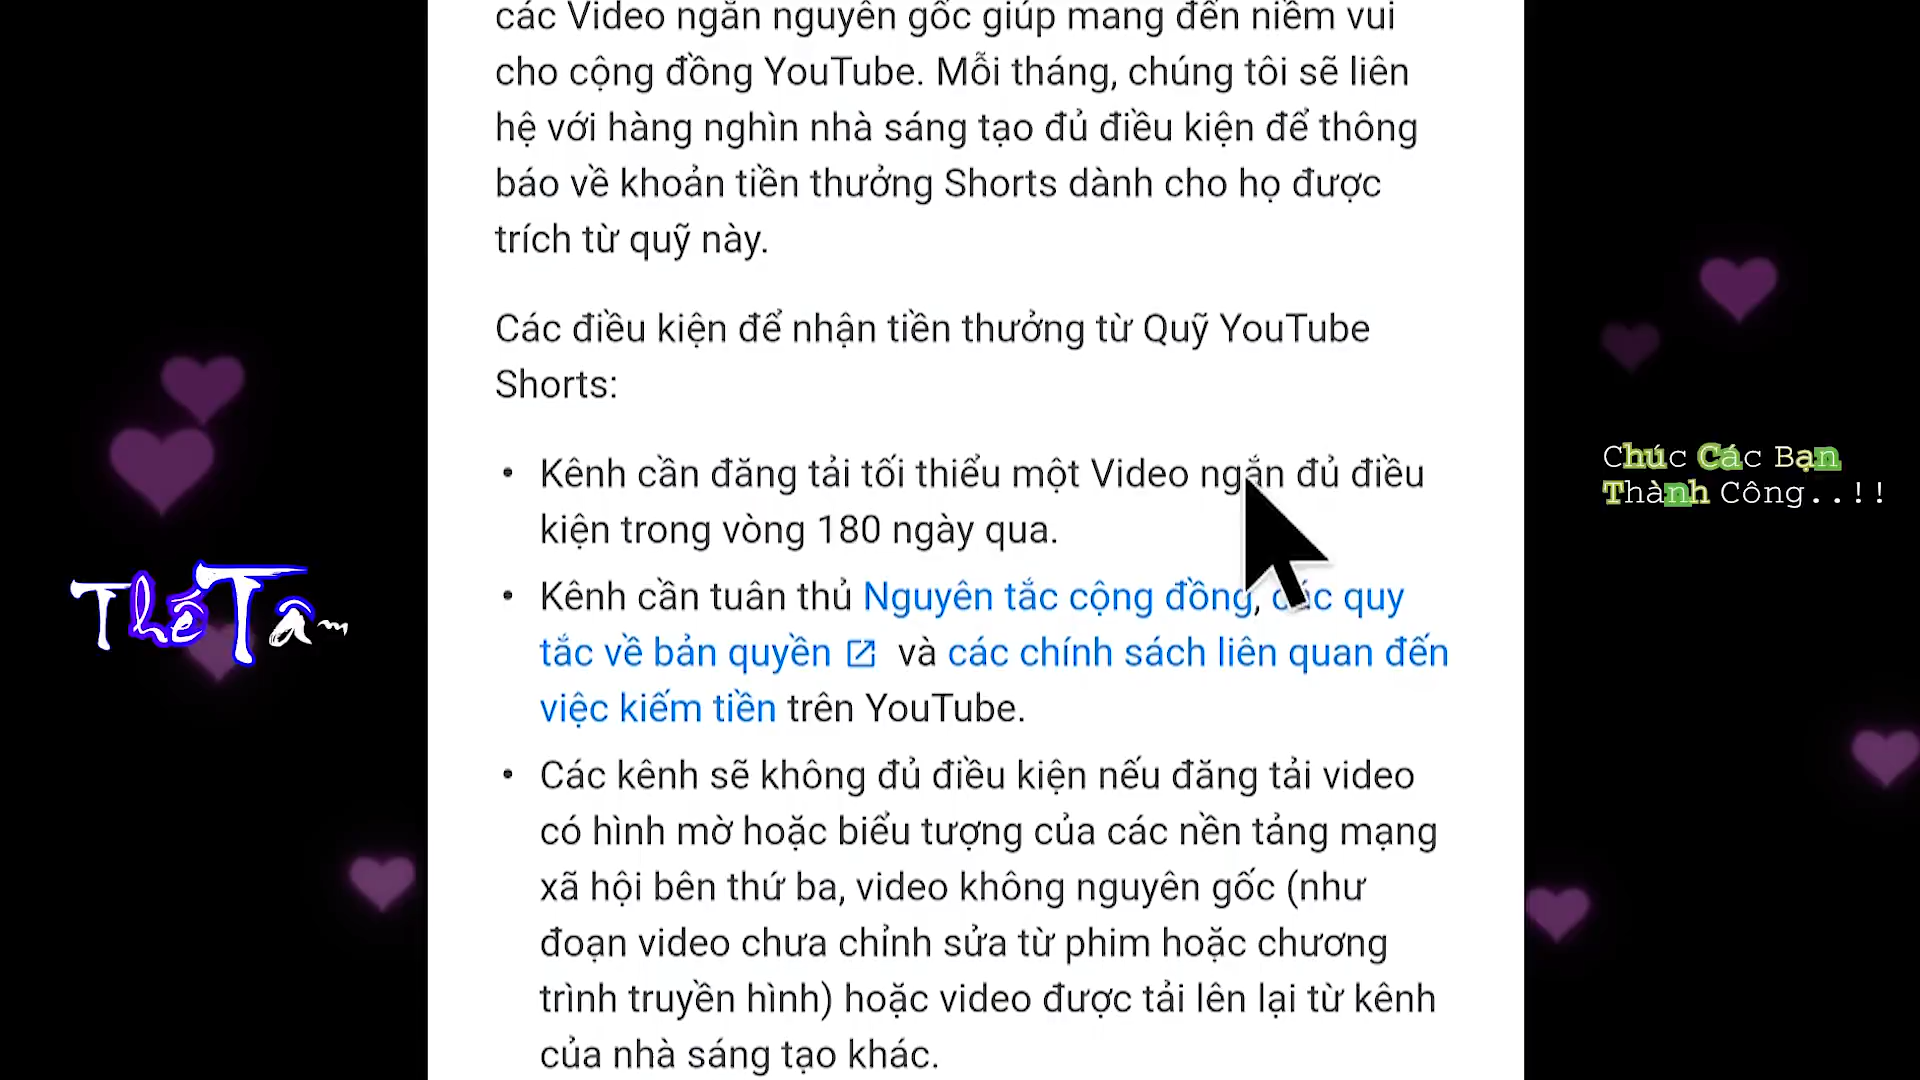 các Video ngắn nguyên gốc giúp mang đến niềm vui
cho cộng đồng YouTube. Mỗi tháng, chúng tôi sẽ liên
hệ với hàng nghìn nhà sáng tạo đủ điều kiện để thông
báo về khoản tiền thưởng Shorts dành cho họ được
trích từ quỹ này.
Các điều kiện để nhận tiền thưởng từ Quỹ YouTube
Shorts:
• Kênh cần đăng tải tối thiểu một Video ngắn đủ điều
kiện trong vòng 180 ngày qua.
• Kênh cần tuân thủ Nguyên tắc cộng đồng, các quy
tắc về bản quyền và các chính sách liên quan đến
việc kiếm tiền trên YouTube.
• Các kênh sẽ không đủ điều kiện nếu đăng tải video
có hình mờ hoặc biểu tượng của các nền tảng mạng
xã hội bên thứ ba, video không nguyên gốc (như
đoạn video chưa chỉnh sửa từ phim hoặc chương
trình truyền hình) hoặc video được tải lên lại từ kênh
của nhà sáng tạo khác.
Thế Tâm
Chúc Các Bạn
Thành Công..!!